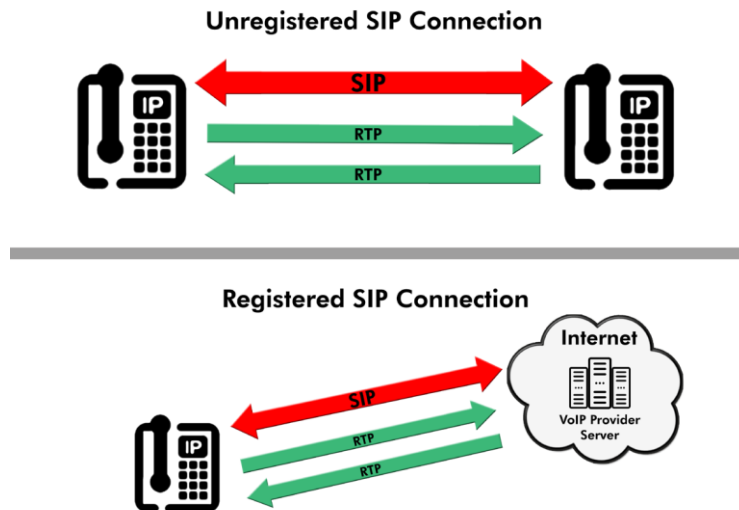 Unregistered SIP Connection
IP
SIP
IP
RTP
RTP
Registered SIP Connection
Internet
VoIP Provider
Server
SIP
RTP
IP
RTP